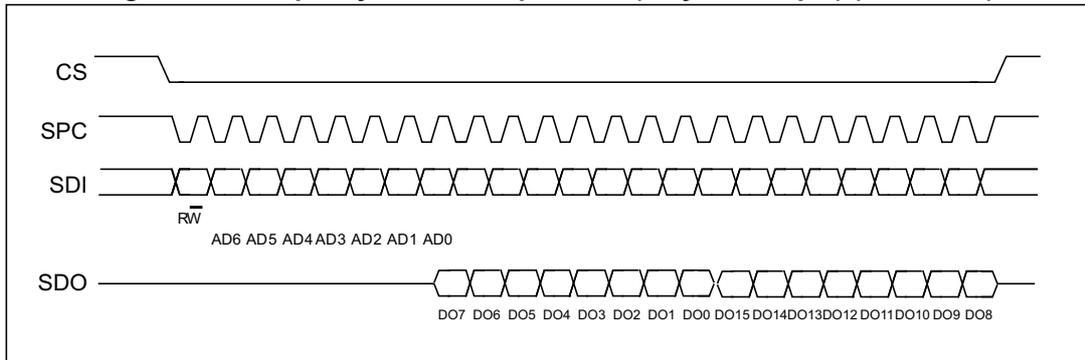 CS
SPC
SDI
RW
AD6 AD5 AD4 AD3 AD2 AD1 AD0
SDO
DO7 DO6 DO5 DO4 DO3 DO2 DO1 DO0 DO15 DO14 DO13 DO12 DO11 DO10 DO9 DO8